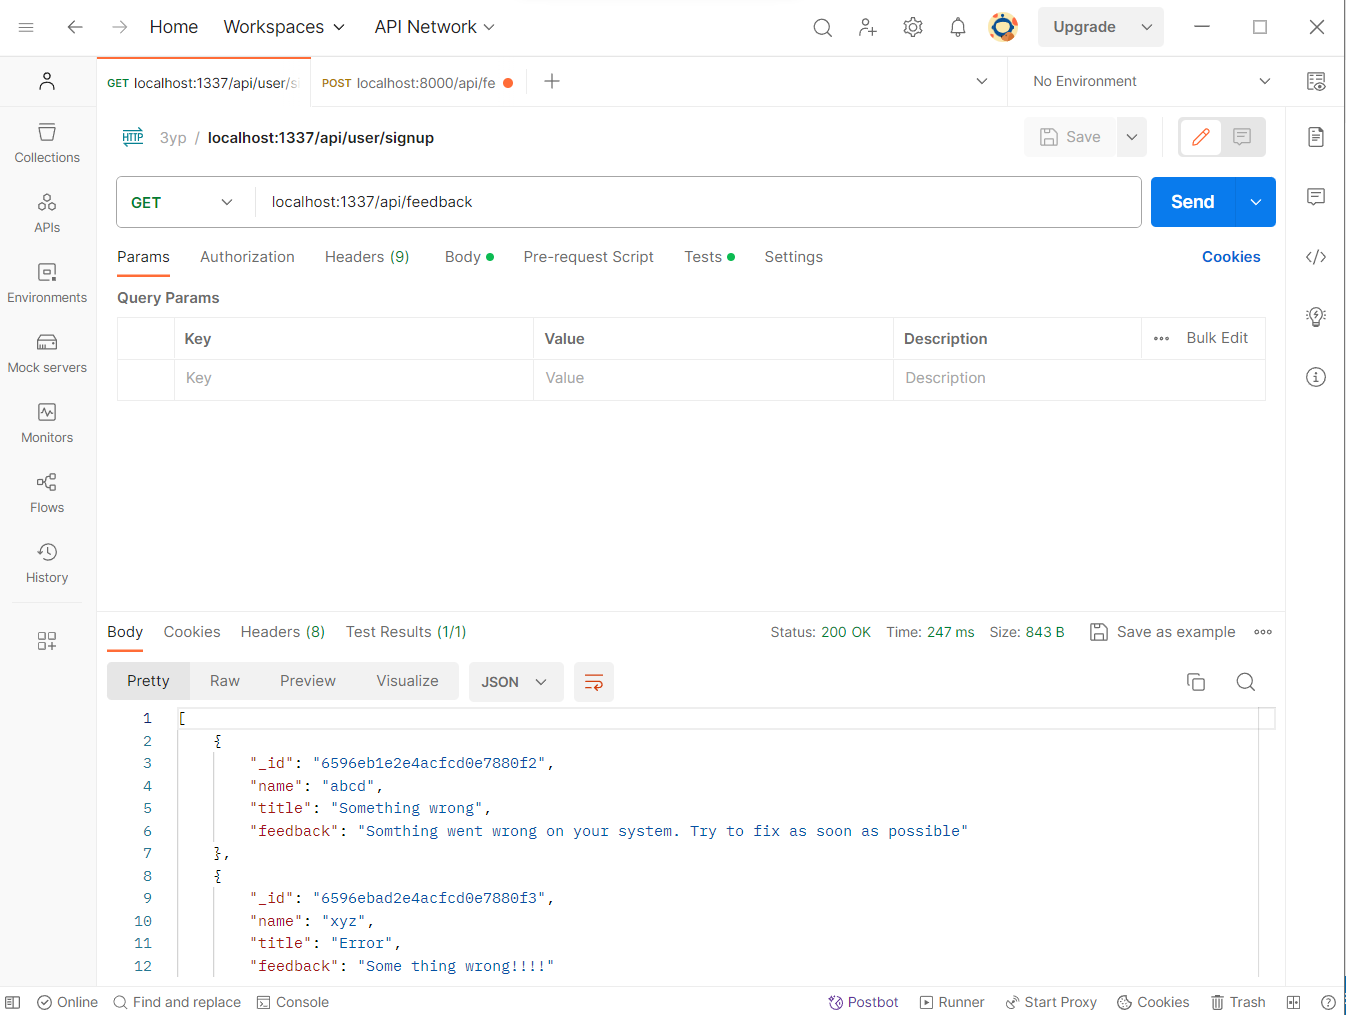 Home Workspaces API Network Upgrade
GET localhost:1337/api/user/s POST localhost:8000/api/fe No Environment
HTTP 3yp / localhost:1337/api/user/signup Save
GET localhost:1337/api/feedback Send
Params Authorization Headers (9) Body Pre-request Script Tests Settings Cookies
Query Params
Key Value Description Bulk Edit
Key Value Description
Collections
APIs
Environments
Mock servers
Monitors
Flows
History
Body Cookies Headers (8) Test Results (1/1) Status: 200 OK Time: 247 ms Size: 843 B Save as example
Pretty Raw Preview Visualize JSON
1 [
2 {
3 "_id": "6596eb1e2e4acfcd0e7880f2",
4 "name": "abcd",
5 "title": "Something wrong",
6 "feedback": "Somthing went wrong on your system. Try to fix as soon as possible"
7 },
8 {
9 "_id": "6596ebad2e4acfcd0e7880f3",
10 "name": "xyz",
11 "title": "Error",
12 "feedback": "Some thing wrong!!!!"
Online Find and replace Console Postbot Runner Start Proxy Cookies Trash